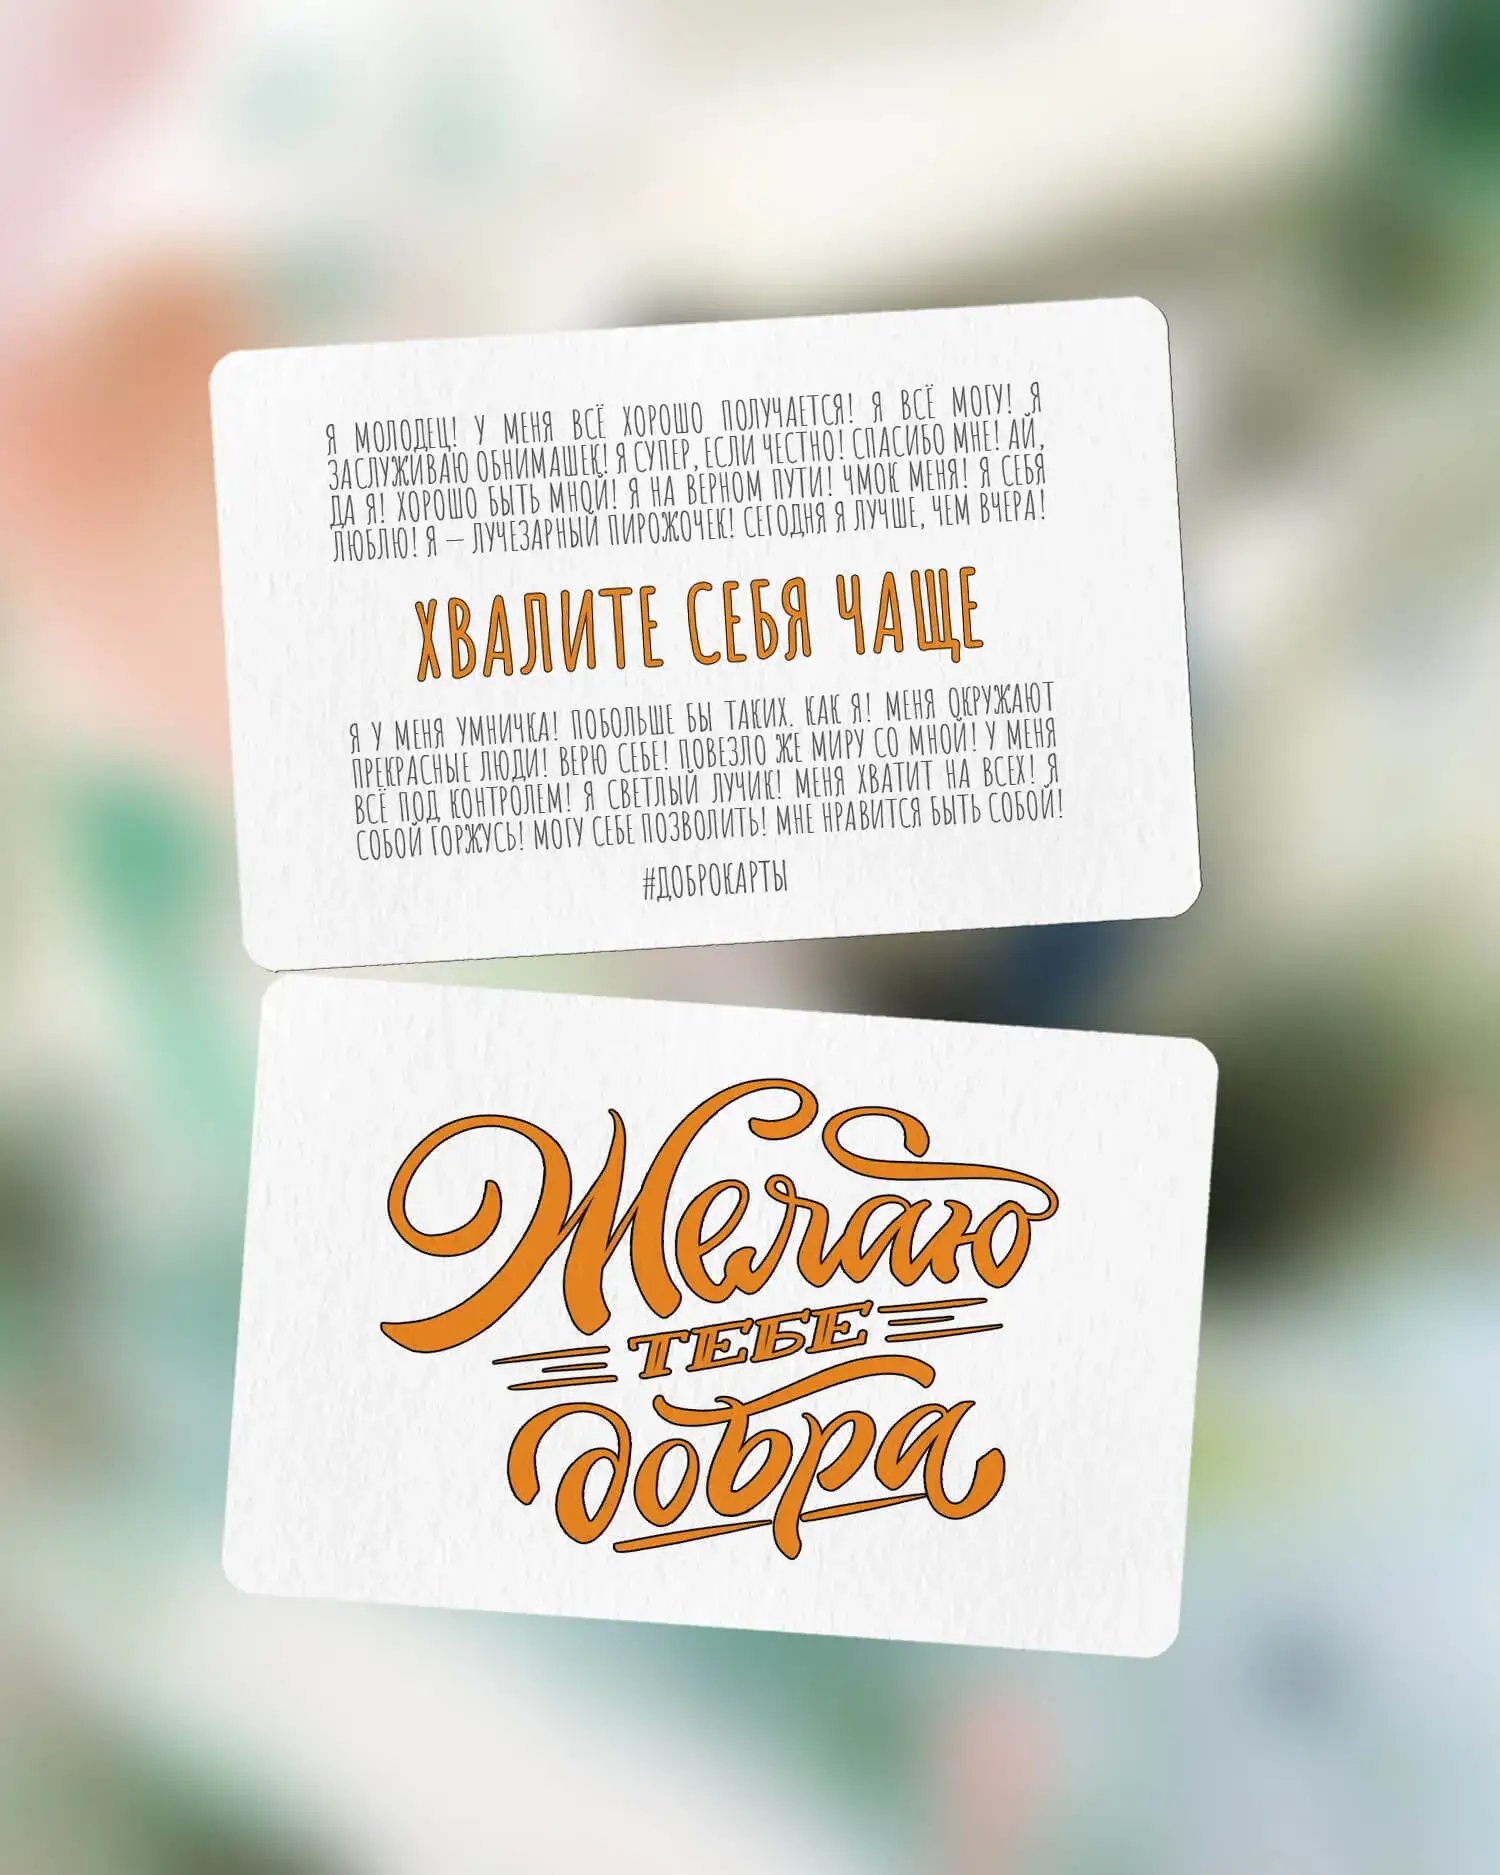 Я МОЛОДЕЦ! У МЕНЯ ВСЁ ХОРОШО ПОЛУЧАЕТСЯ! Я ВСЁ МОГУ! Я
ЗАСЛУЖИВАЮ ОБНИМАШЕК! Я СУПЕР, ЕСЛИ ЧЕСТНО! СПАСИБО МНЕ! АЙ,
ДА Я! ХОРОШО БЫТЬ МНОЙ! Я НА ВЕРНОМ ПУТИ! ЧМОК МЕНЯ! Я СЕБЯ
ЛЮБЛЮ! Я – ЛУЧЕЗАРНЫЙ ПИРОЖОЧЕК! СЕГОДНЯ Я ЛУЧШЕ, ЧЕМ ВЧЕРА!
ХВАЛИТЕ СЕБЯ ЧАЩЕ
Я У МЕНЯ УМНИЧКА! ПОБОЛЬШЕ БЫ ТАКИХ. КАК Я! МЕНЯ ОКРУЖАЮТ
ПРЕКРАСНЫЕ ЛЮДИ! ВЕРЮ СЕБЕ! ПОВЕЗЛО ЖЕ МИРУ СО МНОЙ! У МЕНЯ
ВСЁ ПОД КОНТРОЛЕМ! Я СВЕТЛЫЙ ЛУЧИК! МЕНЯ ХВАТИТ НА ВСЕХ! Я
СОБОЙ ГОРЖУСЬ! МОГУ СЕБЕ ПОЗВОЛИТЬ! МНЕ НРАВИТСЯ БЫТЬ СОБОЙ!
#ДОБРОКАРТЫ
Желаю
ТЕБЕ
добра